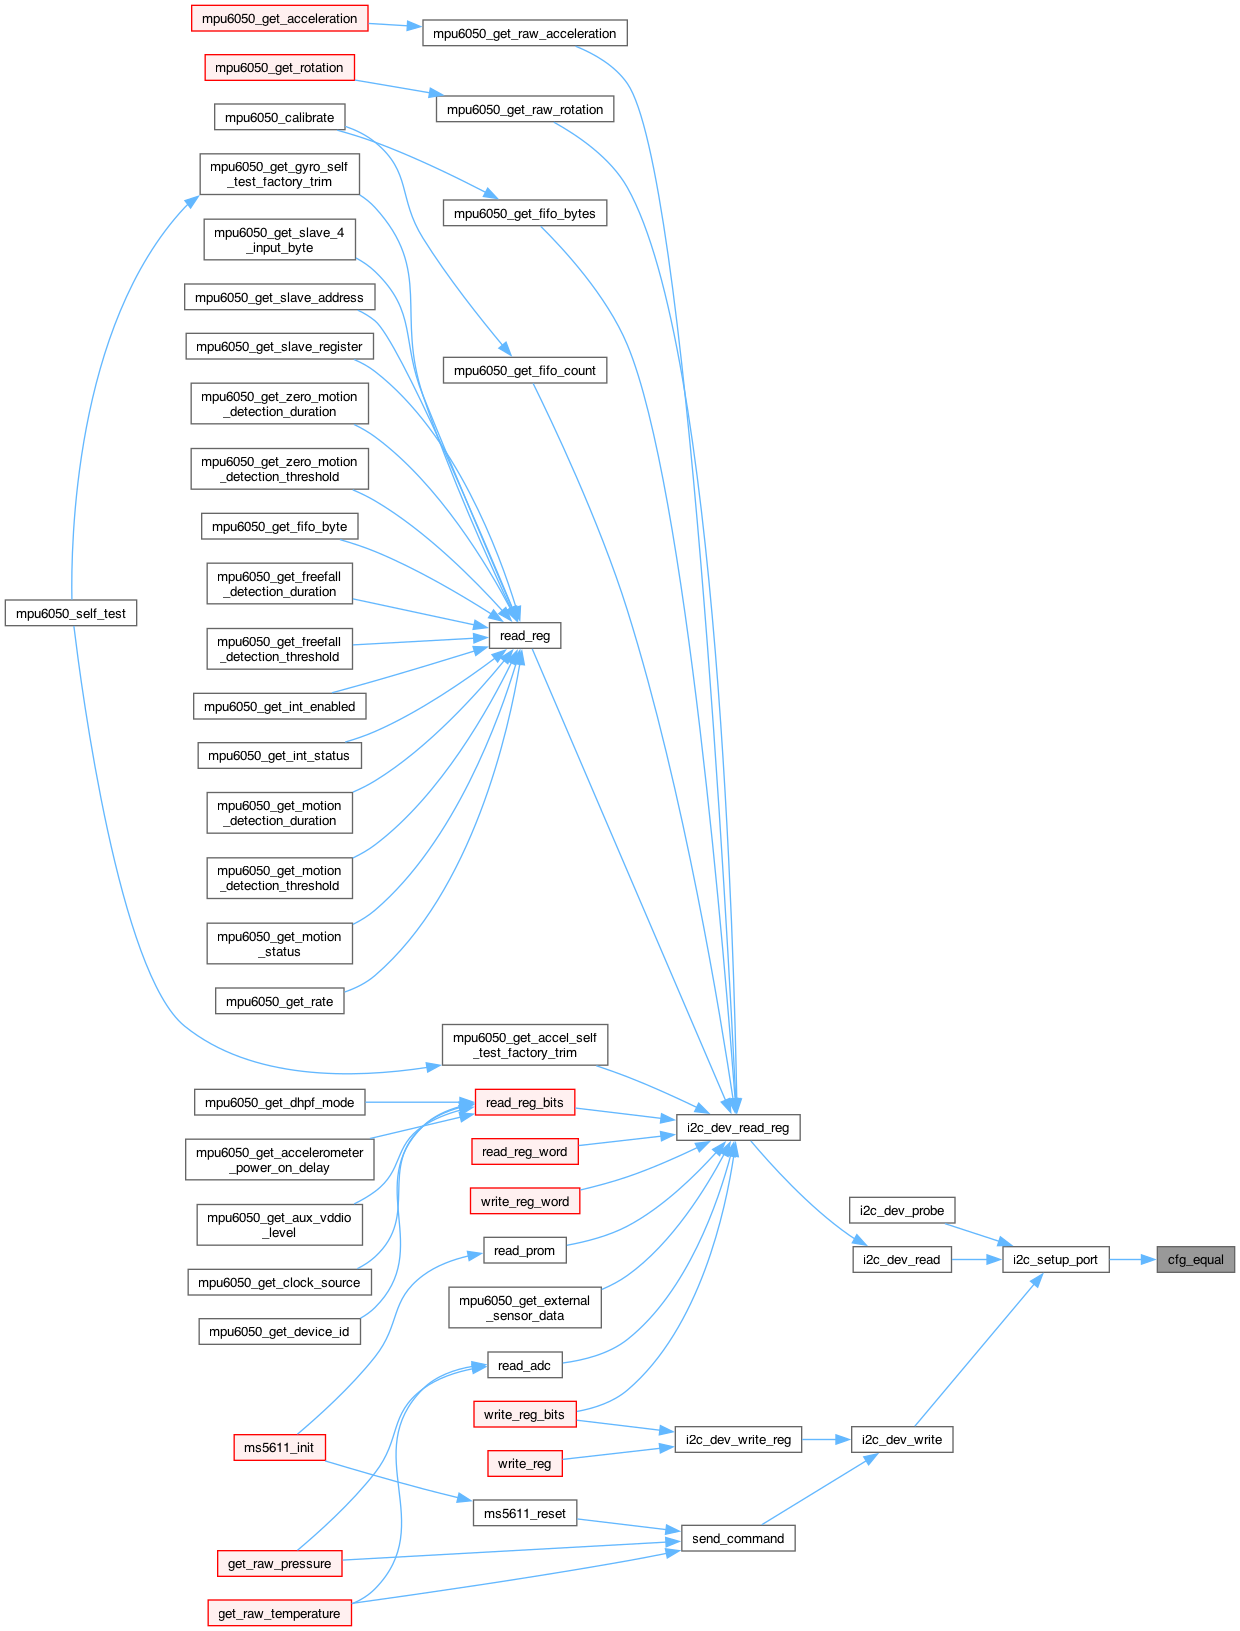 mpu6050_get_acceleration
mpu6050_get_raw_acceleration
mpu6050_get_rotation
mpu6050_get_raw_rotation
mpu6050_calibrate
mpu6050_get_gyro_self
_test_factory_trim
mpu6050_get_fifo_bytes
mpu6050_get_slave_4
_input_byte
mpu6050_get_slave_address
mpu6050_get_slave_register
mpu6050_get_fifo_count
mpu6050_get_zero_motion
_detection_duration
mpu6050_get_zero_motion
_detection_threshold
mpu6050_get_fifo_byte
mpu6050_get_freefall
_detection_duration
mpu6050_self_test
read_reg
mpu6050_get_freefall
_detection_threshold
mpu6050_get_int_enabled
mpu6050_get_int_status
mpu6050_get_motion
_detection_duration
mpu6050_get_motion
_detection_threshold
mpu6050_get_motion
_status
mpu6050_get_rate
mpu6050_get_accel_self
_test_factory_trim
mpu6050_get_dhpf_mode
read_reg_bits
i2c_dev_read_reg
mpu6050_get_accelerometer
_power_on_delay
read_reg_word
write_reg_word
mpu6050_get_aux_vddio
_level
i2c_dev_probe
read_prom
i2c_dev_read
i2c_setup_port
cfg_equal
mpu6050_get_clock_source
mpu6050_get_external
_sensor_data
mpu6050_get_device_id
read_adc
write_reg_bits
i2c_dev_write_reg
i2c_dev_write
ms5611_init
write_reg
ms5611_reset
send_command
get_raw_pressure
get_raw_temperature